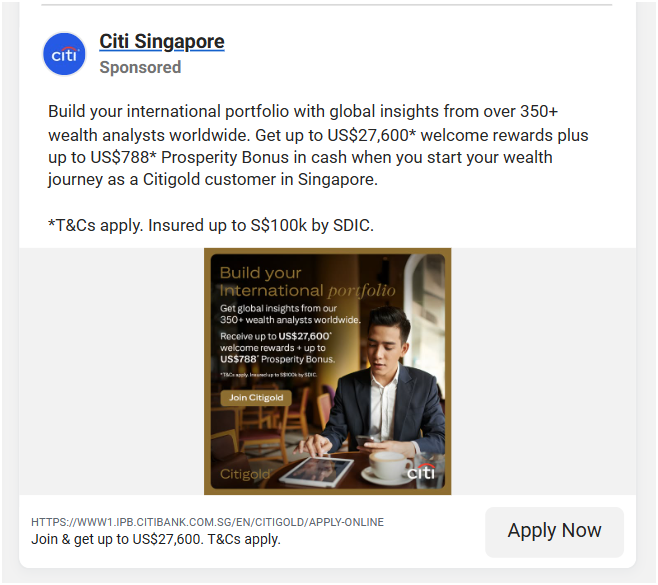 citi
Citi Singapore
Sponsored
Build your international portfolio with global insights from over 350+
wealth analysts worldwide. Get up to US$27,600* welcome rewards plus
up to US$788* Prosperity Bonus in cash when you start your wealth
journey as a Citigold customer in Singapore.
*T&Cs apply. Insured up to S$100k by SDIC.
Build your
International portfolio
Get global insights from our
350+ wealth analysts worldwide.
Receive up to US$27,600*
welcome rewards + up to
US$788* Prosperity Bonus.
*T&Cs apply. Insured up to S$100k by SDIC.
Join Citigold
Citigold
citi
HTTPS://WWW1.IPB.CITIBANK.COM.SG/EN/CITIGOLD/APPLY-ONLINE
Join & get up to US$27,600. T&Cs apply.
Apply Now